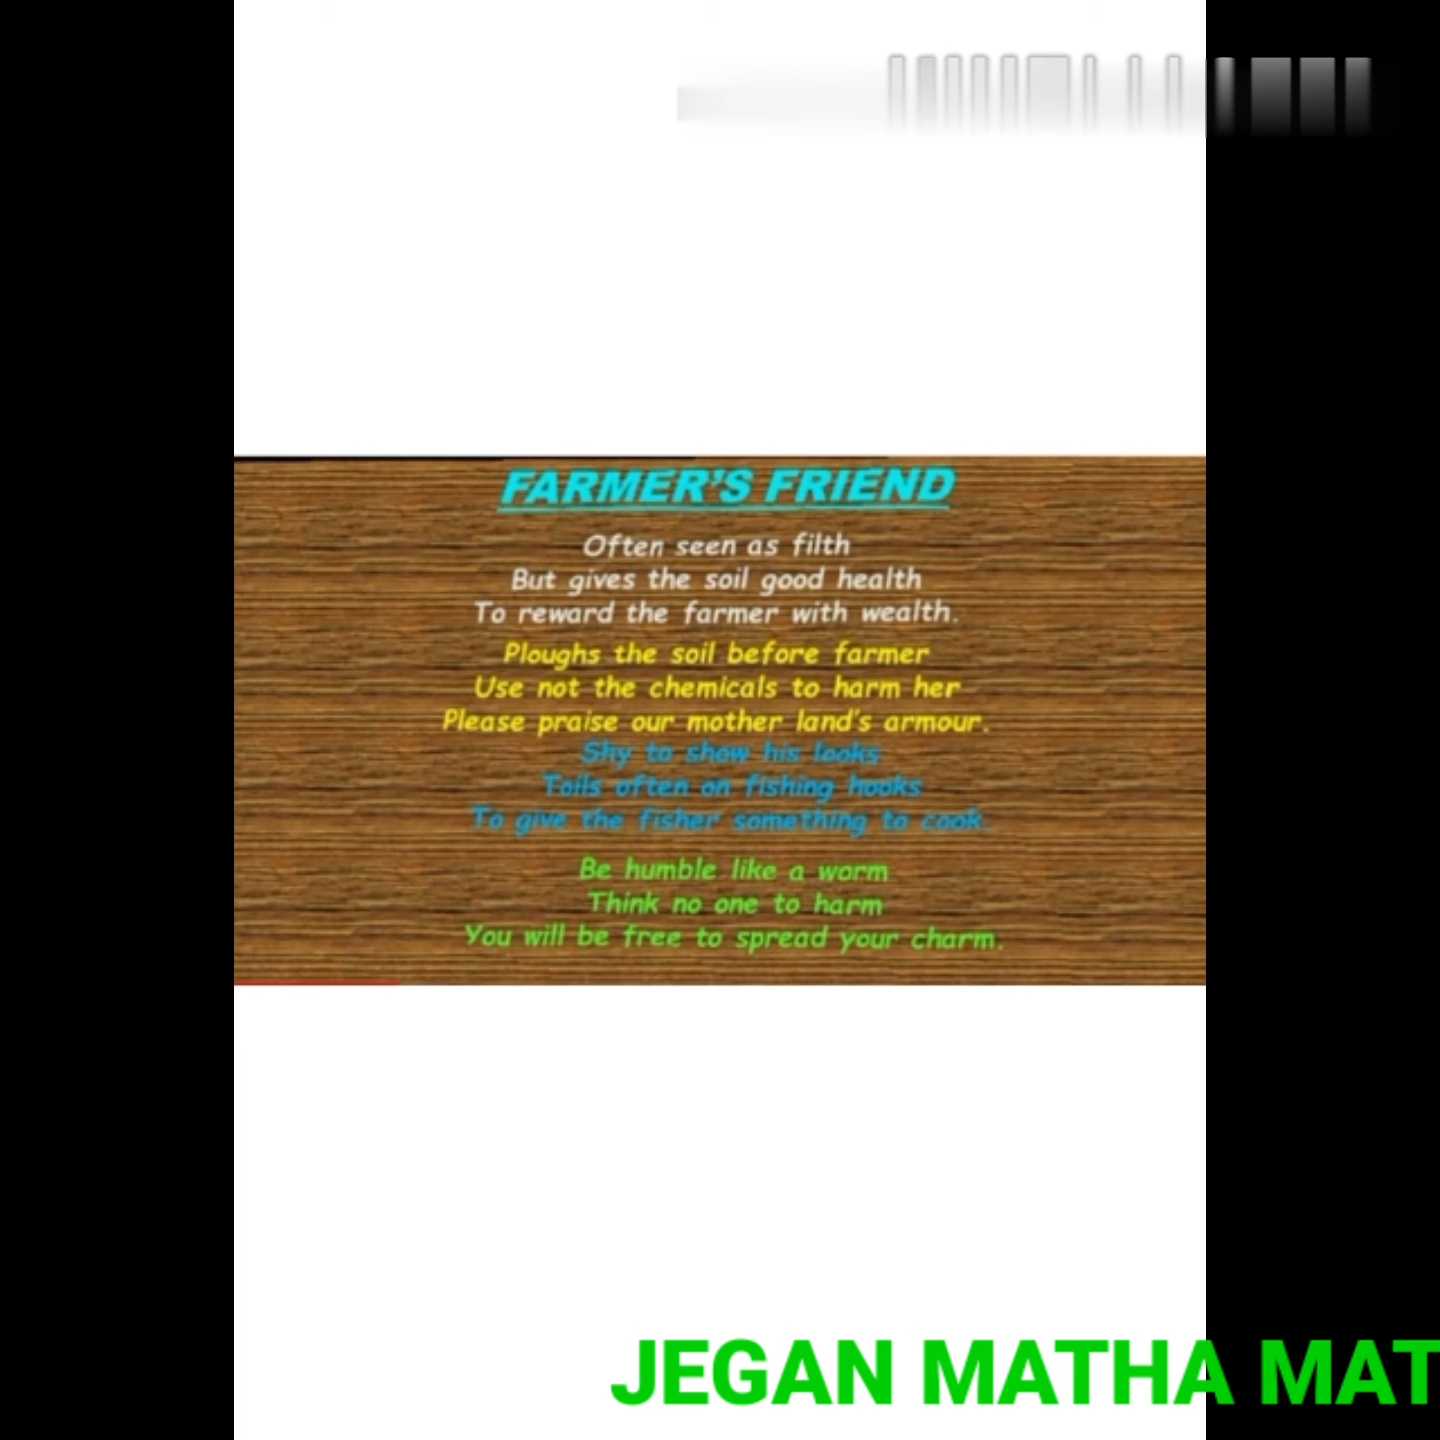 FARMER'S FRIEND
Often seen as filth
But gives the soil good health
To reward the farmer with wealth.
Ploughs the soil before farmer
Use not the chemicals to harm her
Please praise our mother land's armour.
Shy to show his looks
Toils often on fishing hooks
To give the fisher something to cook.
Be humble like a worm
Think no one to harm
You will be free to spread your charm.
JEGAN MATHA MAT